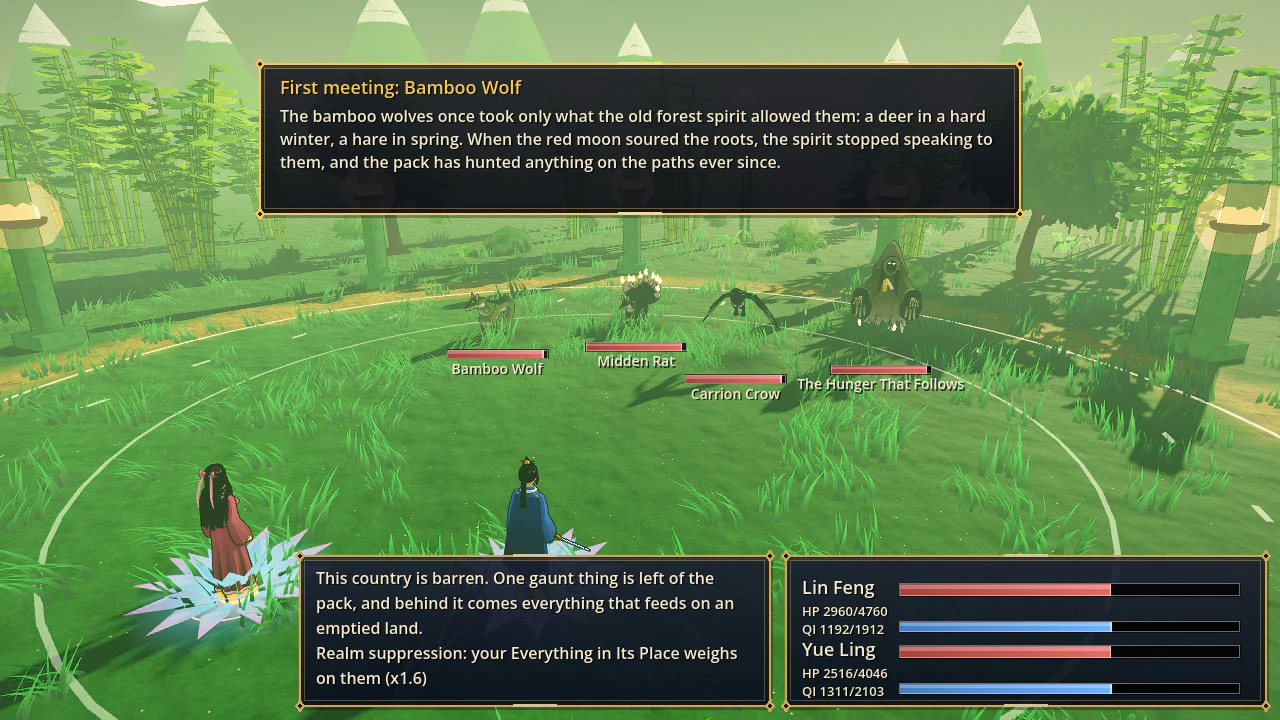 First meeting: Bamboo Wolf
The bamboo wolves once took only what the old forest spirit allowed them: a deer in a hard
winter, a hare in spring. When the red moon soured the roots, the spirit stopped speaking to
them, and the pack has hunted anything on the paths ever since.
Bamboo Wolf
Midden Rat
Carrion Crow
The Hunger That Follows
This country is barren. One gaunt thing is left of the
pack, and behind it comes everything that feeds on an
emptied land.
Realm suppression: your Everything in Its Place weighs
on them (x1.6)
Lin Feng
HP 2960/4760
QI 1192/1912
Yue Ling
HP 2516/4046
QI 1311/2103